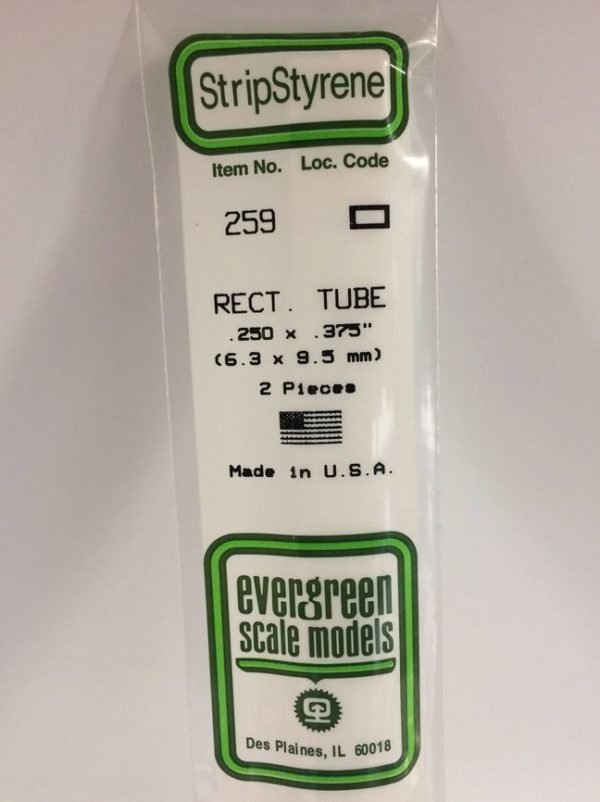 StripStyrene
Item No. Loc. Code
259
RECT. TUBE
.250 x .375"
(6.3 x 9.5 mm)
2 Pieces
Made in U.S.A.
evergreen
scale models
Des Plaines, IL 60018